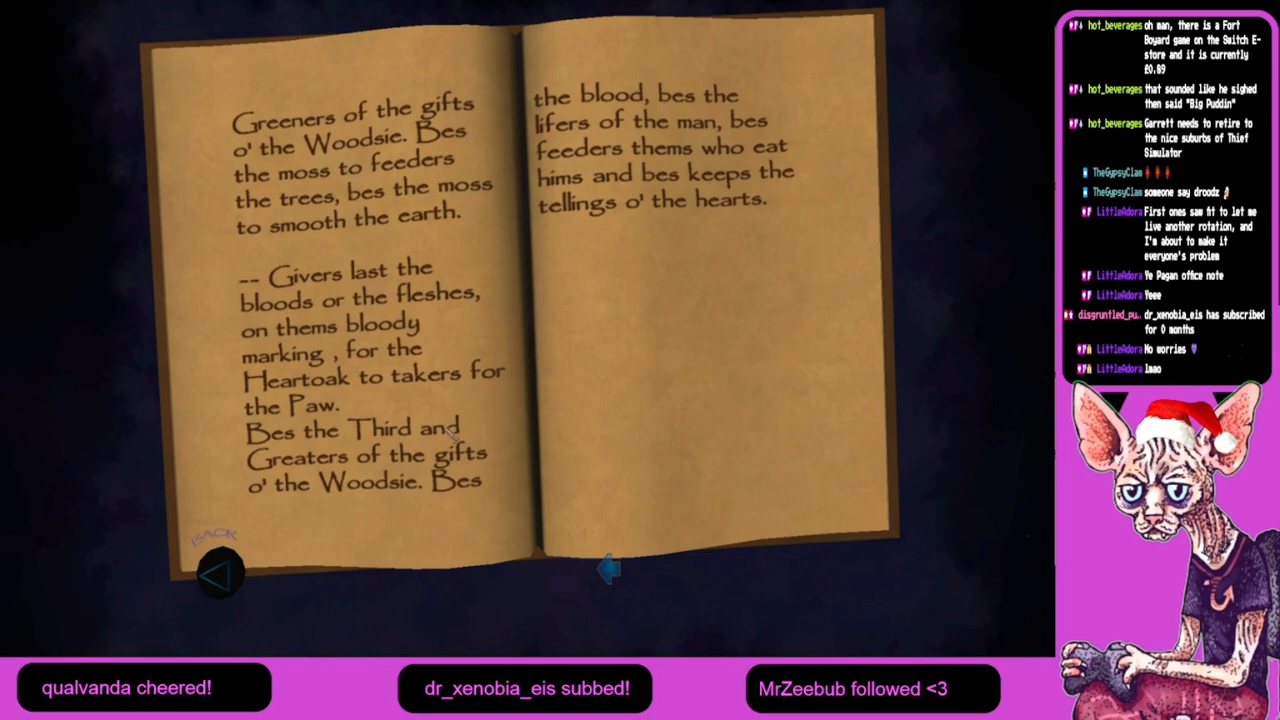 Greeners of the gifts
o' the Woodsie. Bes
the moss to feeders
the trees, bes the moss
to smooth the earth.
-- Givers last the
bloods or the fleshes,
on thems bloody
marking , for the
Heartoak to takers for
the Paw.
Bes the Third and
Greaters of the gifts
o' the Woodsie. Bes
the blood, bes the
lifers of the man, bes
feeders thems who eat
hims and bes keeps the
tellings o' the hearts.
BACK
hot_beverages oh man, there is a Fort
Boyard game on the Switch E-
store and it is currently
£0.89
hot_beverages that sounded like he sighed
then said "Big Puddin"
hot_beverages Garrett needs to retire to
the nice suburbs of Thief
Simulator
TheGypsyClaw
TheGypsyClaw someone say droodz
LittleAdora First ones saw fit to let me
live another rotation, and
I'm about to make it
everyone's problem
LittleAdora Ye Pagan office note
LittleAdora Yeee
disgruntled_pu.. dr_xenobia_eis has subscribed
for 0 months
LittleAdora No worries
LittleAdora lmao
qualvanda cheered!
dr_xenobia_eis subbed!
MrZeebub followed <3